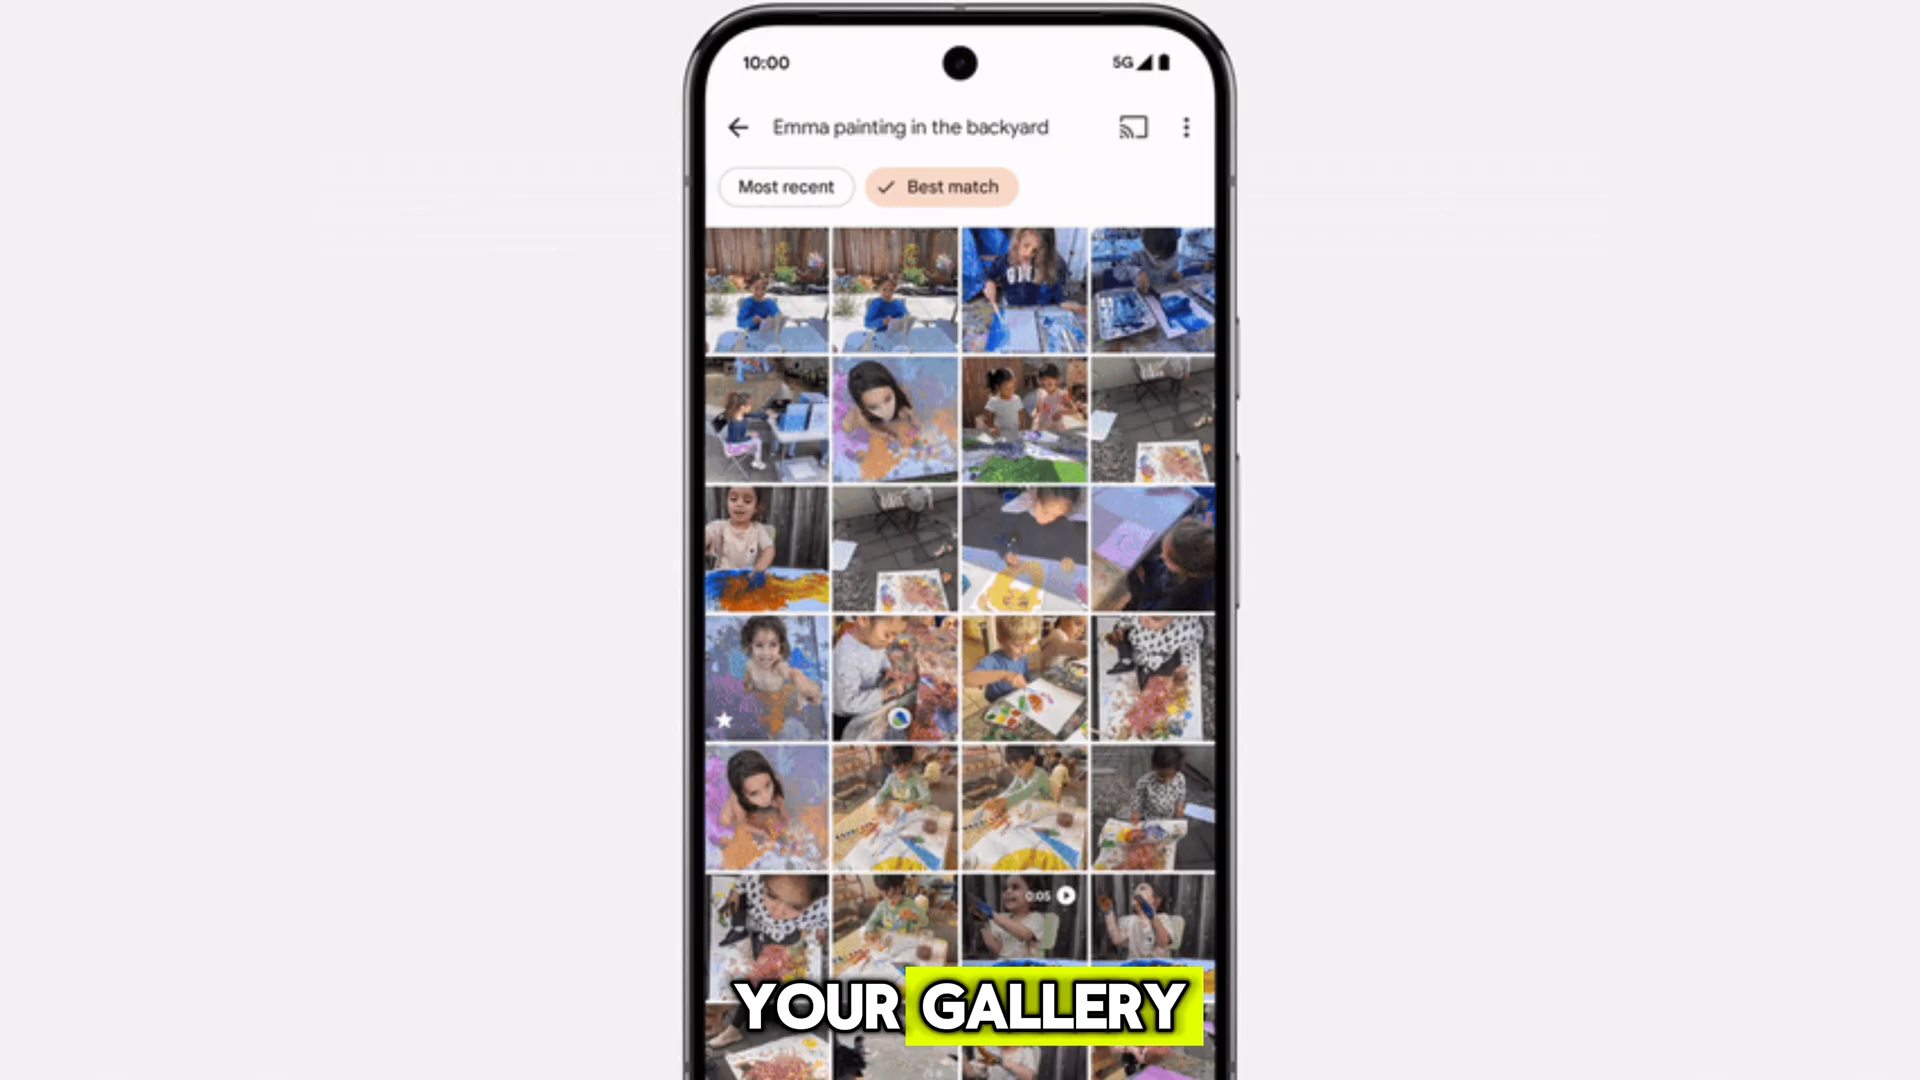 10:00
5G
Emma painting in the backyard
Most recent
Best match
0:05
YOUR GALLERY